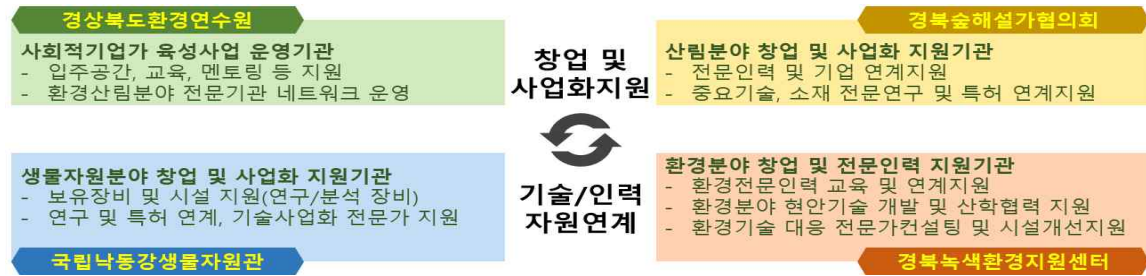 경상북도환경연수원
사회적기업가 육성사업 운영기관
- 입주공간, 교육, 멘토링 등 지원
- 환경산림분야 전문기관 네트워크 운영
창업 및
사업화지원
경북숲해설가협의회
산림분야 창업 및 사업화 지원기관
- 전문인력 및 기업 연계지원
- 중요기술, 소재 전문연구 및 특허 연계지원
생물자원분야 창업 및 사업화 지원기관
- 보유장비 및 시설 지원(연구/분석 장비)
- 연구 및 특허 연계, 기술사업화 전문가 지원
국립낙동강생물자원관
기술/인력
자원연계
환경분야 창업 및 전문인력 지원기관
- 환경전문인력 교육 및 연계지원
- 환경분야 현안기술 개발 및 산학협력 지원
- 환경기술 대응 전문가컨설팅 및 시설개선지원
경북녹색환경지원센터